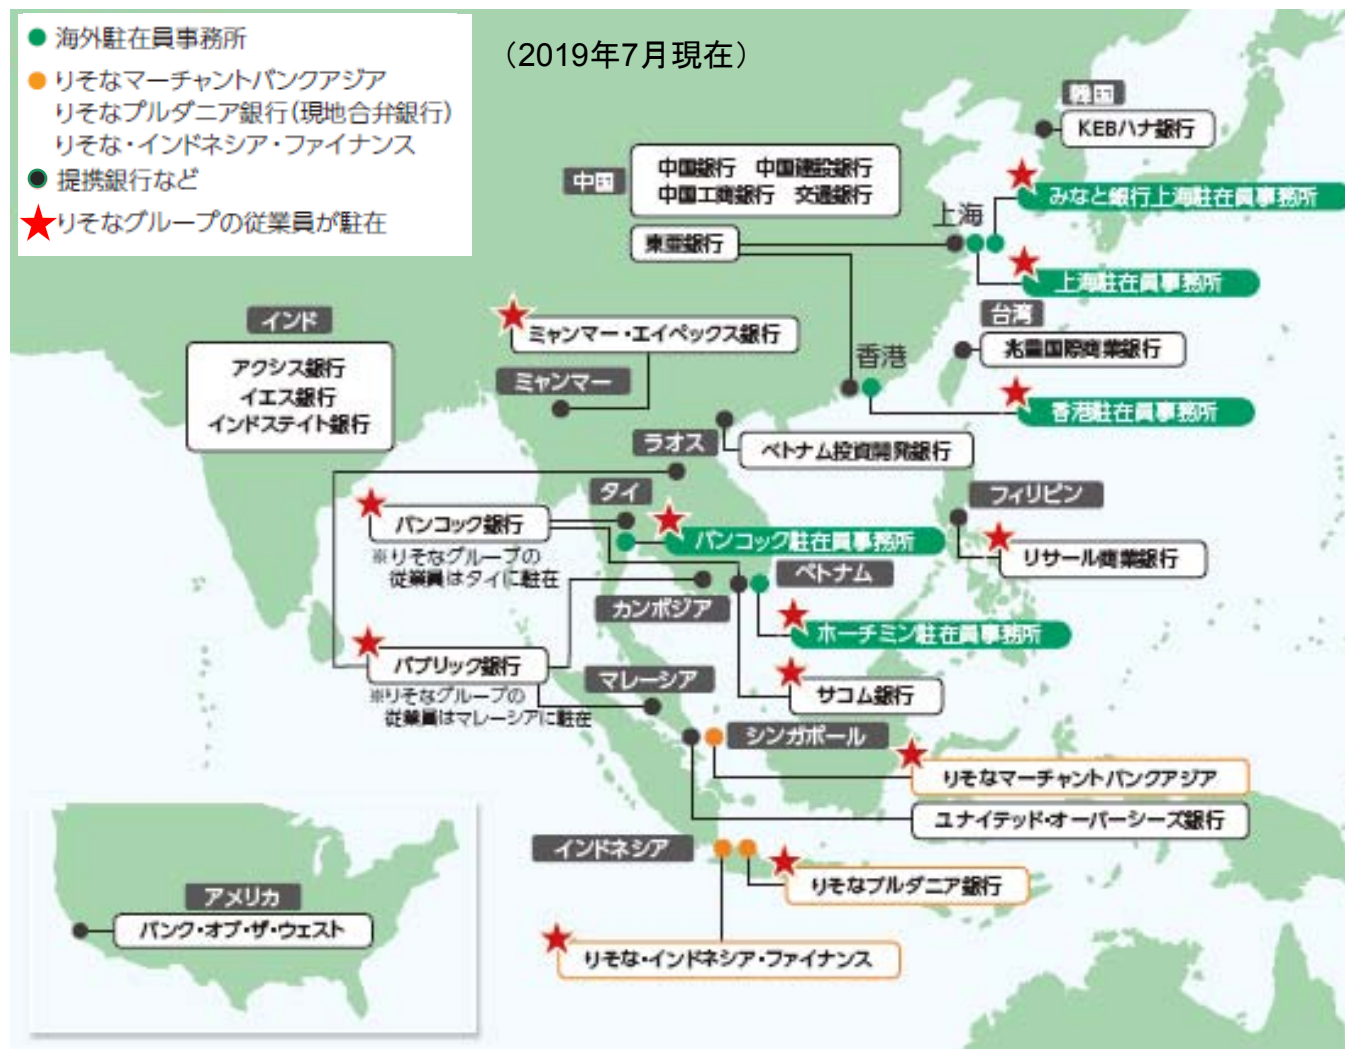 海外駐在員事務所
りそなマーチャントバンクアジア
りそなプルダニア銀行(現地合弁銀行)
りそな・インドネシア・ファイナンス
提携銀行など
りそなグループの従業員が駐在
（2019年7月現在）
韓国
KEBハナ銀行
中国
中国銀行 中国建設銀行
中国工商銀行 交通銀行
みなと銀行上海駐在員事務所
上海
東亜銀行
上海駐在員事務所
インド
アクシス銀行
イエス銀行
インドステイト銀行
ミャンマー・エイペックス銀行
ミャンマー
台湾
兆豊国際商業銀行
香港
香港駐在員事務所
ラオス
ベトナム投資開発銀行
タイ
バンコック銀行
※りそなグループの
従業員はタイに駐在
バンコック駐在員事務所
フィリピン
リサール商業銀行
ベトナム
カンボジア
ホーチミン駐在員事務所
パブリック銀行
※りそなグループの
従業員はマレーシアに駐在
マレーシア
サコム銀行
シンガポール
りそなマーチャントバンクアジア
ユナイテッド・オーバーシーズ銀行
インドネシア
りそなプルダニア銀行
りそな・インドネシア・ファイナンス
アメリカ
バンク・オブ・ザ・ウェスト